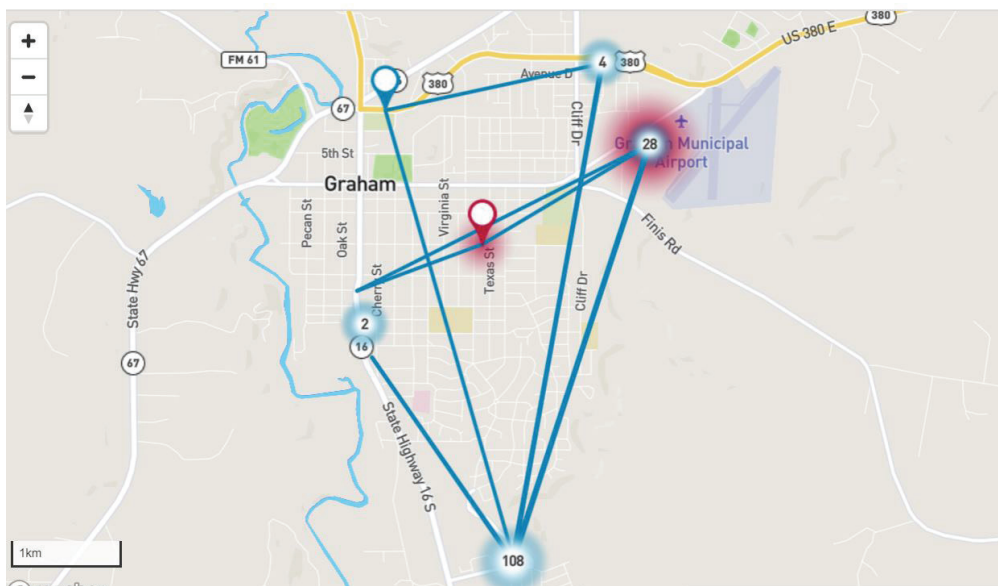 380
US 380 E
+
4
380
FM 61
−
Avenue D
380
67
Cliff Dr
28
Municipal
Airport
5th St
Graham
Virginia St
Pecan St
Oak St
Finis Rd
Texas St
State Hwy 67
Cherry St
Cliff Dr
2
16
67
State Highway 16 S
1km
108